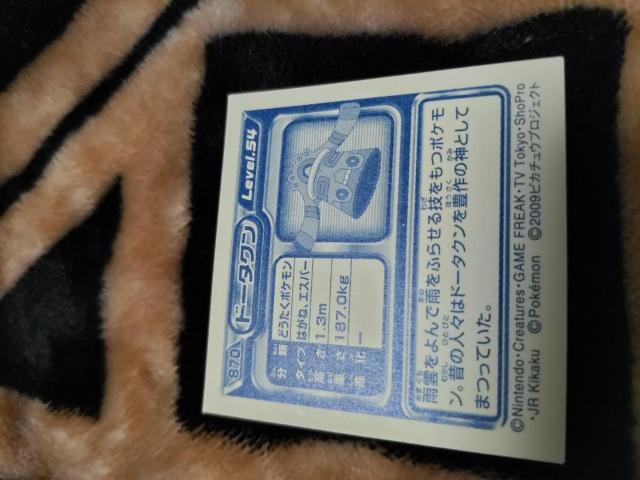 870
ドータクン
Level.54
分類 どうたくポケモン
タイプ はがね、エスパー
高さ 1.3m
重さ 187.0kg
進化 ―
雨雲をよんで雨をふらせる技をもつポケモ
ン。昔の人々はドータクンを豊作の神として
まつっていた。
©Nintendo・Creatures・GAME FREAK・TV Tokyo・ShoPro
・JR Kikaku ©Pokémon ©2009ピカチュウプロジェクト